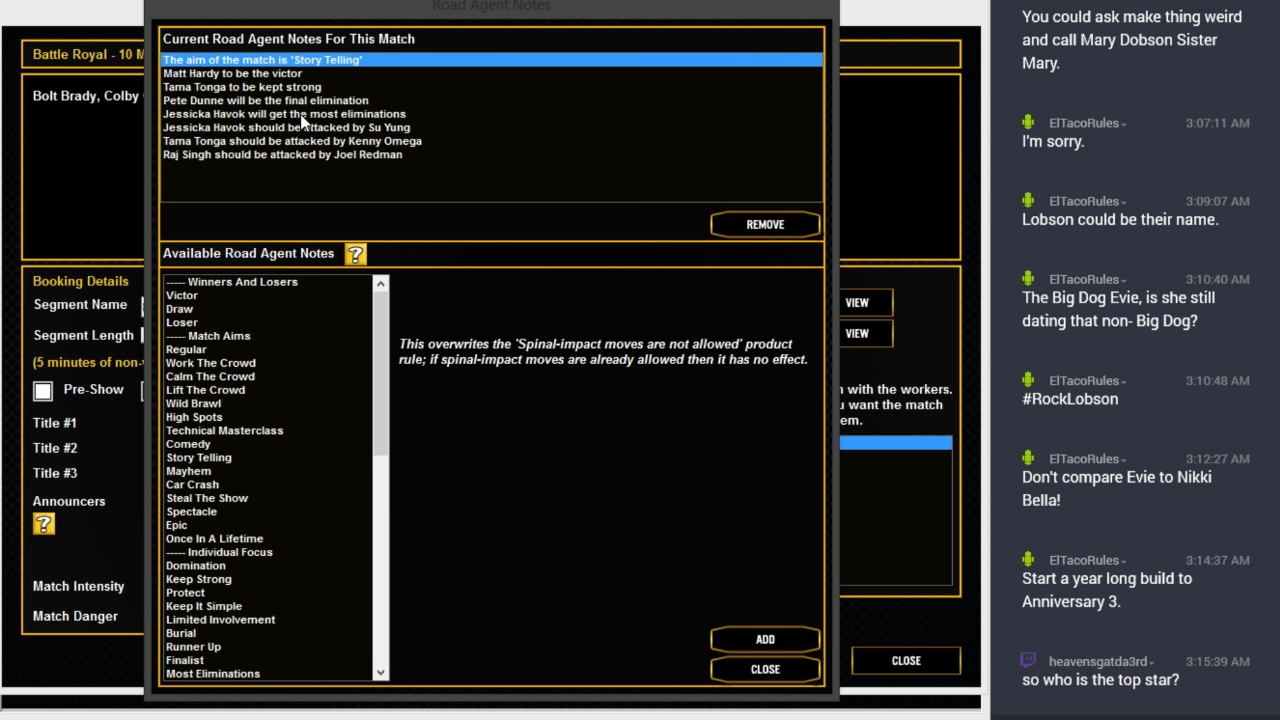 Road Agent Notes
Current Road Agent Notes For This Match
The aim of the match is 'Story Telling'
Matt Hardy to be the victor
Tama Tonga to be kept strong
Pete Dunne will be the final elimination
Jessicka Havok will get the most eliminations
Jessicka Havok should be attacked by Su Yung
Tama Tonga should be attacked by Kenny Omega
Raj Singh should be attacked by Joel Redman
REMOVE
Available Road Agent Notes ?
----- Winners And Losers
Victor
Draw
Loser
----- Match Aims
Regular
Work The Crowd
Calm The Crowd
Lift The Crowd
Wild Brawl
High Spots
Technical Masterclass
Comedy
Story Telling
Mayhem
Car Crash
Steal The Show
Spectacle
Epic
Once In A Lifetime
----- Individual Focus
Domination
Keep Strong
Protect
Keep It Simple
Limited Involvement
Burial
Runner Up
Finalist
Most Eliminations
This overwrites the 'Spinal-impact moves are not allowed' product
rule; if spinal-impact moves are already allowed then it has no effect.
ADD
CLOSE
Battle Royal - 10 M
Bolt Brady, Colby
Booking Details
Segment Name
Segment Length
(5 minutes of non-
Pre-Show
Title #1
Title #2
Title #3
Announcers
?
Match Intensity
Match Danger
VIEW
VIEW
with the workers.
want the match
em.
CLOSE
You could ask make thing weird
and call Mary Dobson Sister
Mary.
ElTacoRules 3:07:11 AM
I'm sorry.
ElTacoRules 3:09:07 AM
Lobson could be their name.
ElTacoRules 3:10:40 AM
The Big Dog Evie, is she still
dating that non- Big Dog?
ElTacoRules 3:10:48 AM
#RockLobson
ElTacoRules 3:12:27 AM
Don't compare Evie to Nikki
Bella!
ElTacoRules 3:14:37 AM
Start a year long build to
Anniversary 3.
heavensgatda3rd 3:15:39 AM
so who is the top star?